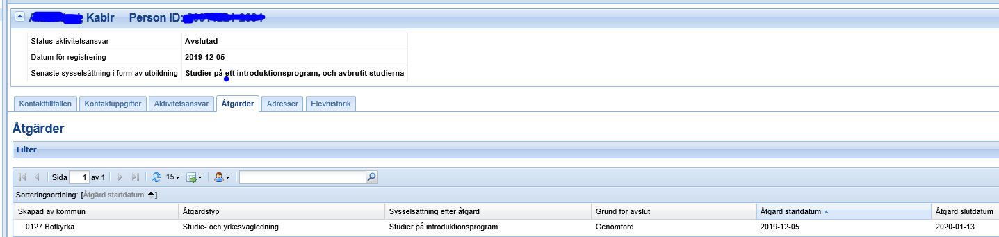 Kabir Person ID:
Status aktivitetsansvar Avslutad
Datum för registrering 2019-12-05
Senaste sysselsättning i form av utbildning Studier på ett introduktionsprogram, och avbrutit studierna
Kontakttillfällen Kontaktuppgifter Aktivitetsansvar Åtgärder Adresser Elevhistorik
Åtgärder
Filter
Sida 1 av 1 15
Sorteringsordning: [Åtgärd startdatum ]
Skapad av kommun Åtgärdstyp Sysselsättning efter åtgärd Grund för avslut Åtgärd startdatum Åtgärd slutdatum
0127 Botkyrka Studie- och yrkesvägledning Studier på introduktionsprogram Genomförd 2019-12-05 2020-01-13